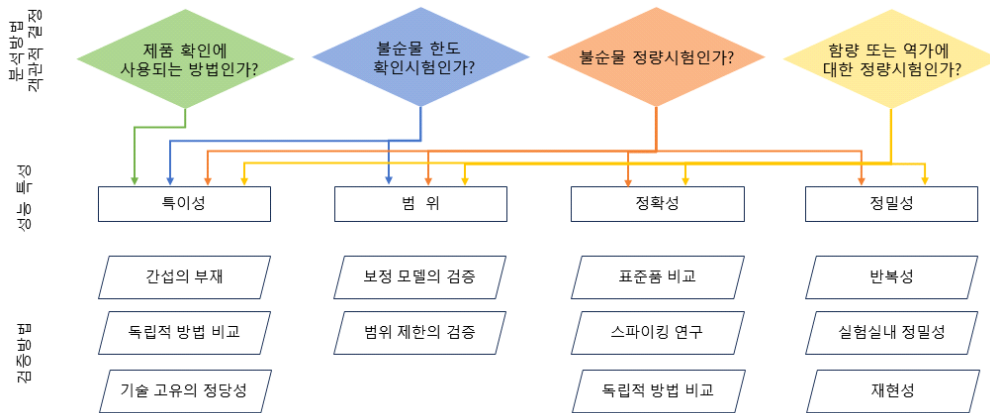 분석방법
객관적 결정
제품 확인에
사용되는 방법인가?
불순물 한도
확인시험인가?
불순물 정량시험인가?
함량 또는 역가에
대한 정량시험인가?
성능 특성
특이성
범 위
정확성
정밀성
검증방법
간섭의 부재
보정 모델의 검증
표준품 비교
반복성
독립적 방법 비교
범위 제한의 검증
스파이킹 연구
실험실내 정밀성
기술 고유의 정당성
독립적 방법 비교
재현성